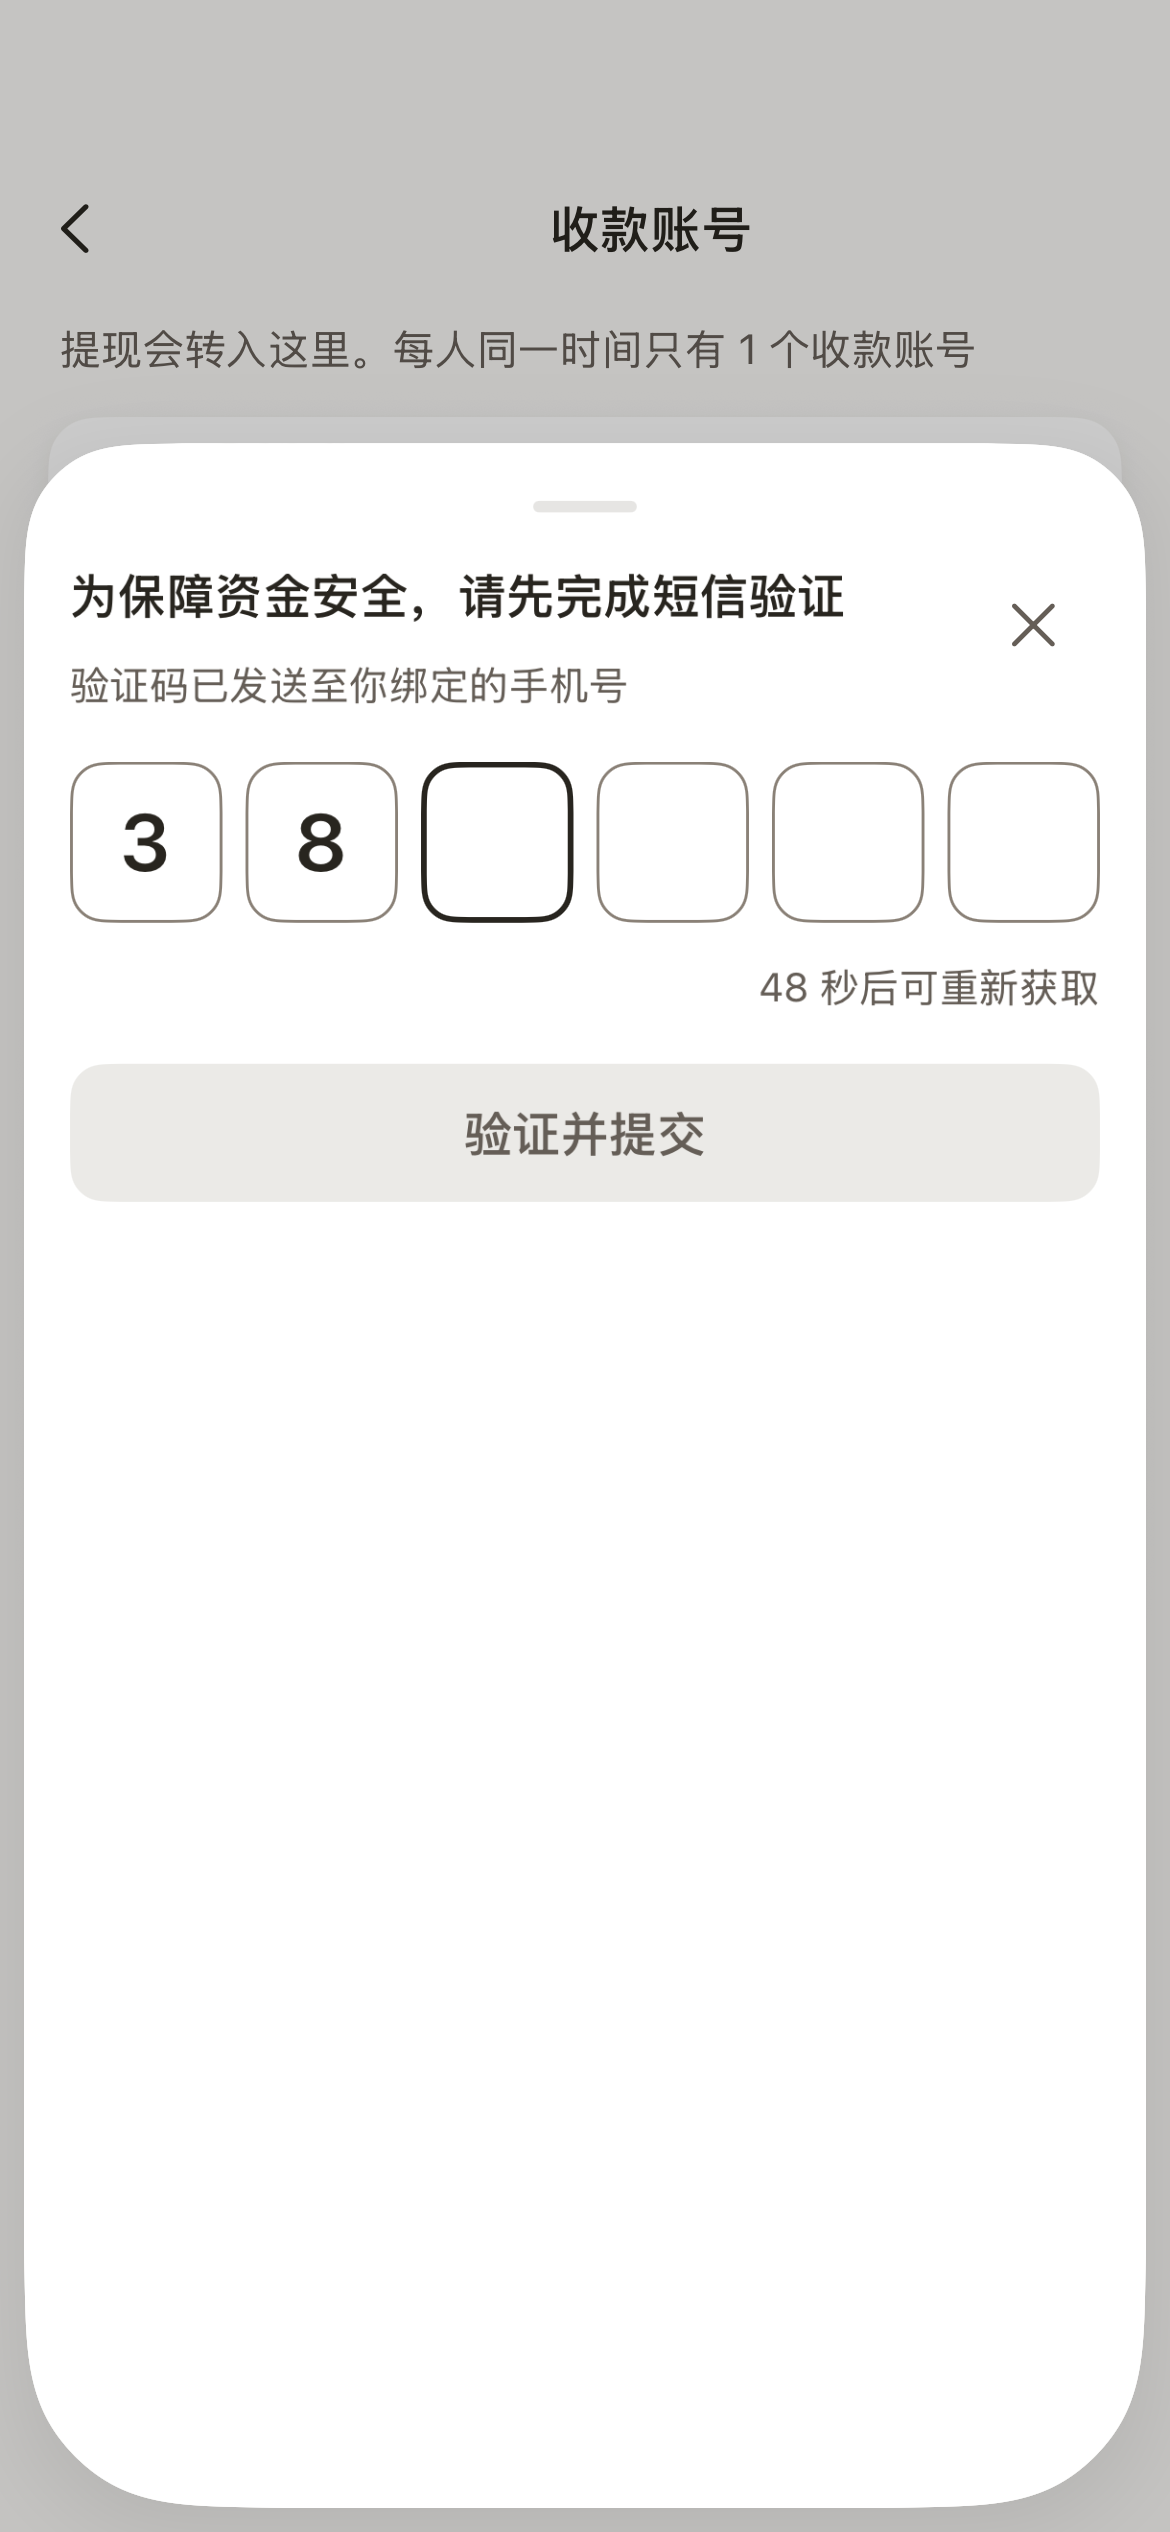 收款账号
提现会转入这里。每人同一时间只有 1 个收款账号
为保障资金安全，请先完成短信验证
验证码已发送至你绑定的手机号
3 8
48 秒后可重新获取
验证并提交